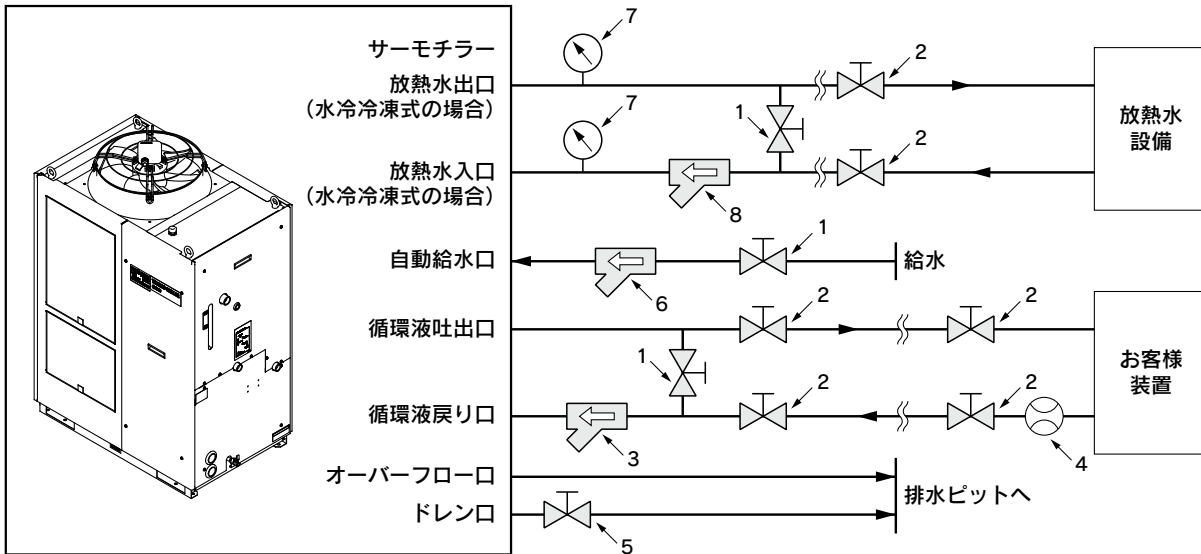 サーモチラー
放熱水出口
（水冷冷凍式の場合）
放熱水入口
（水冷冷凍式の場合）
自動給水口
循環液吐出口
循環液戻り口
オーバーフロー口
ドレン口
7
2
1
7
2
8
放熱水
設備
1
6
給水
2
2
1
2
2
3
4
お客様
装置
排水ピットへ
5